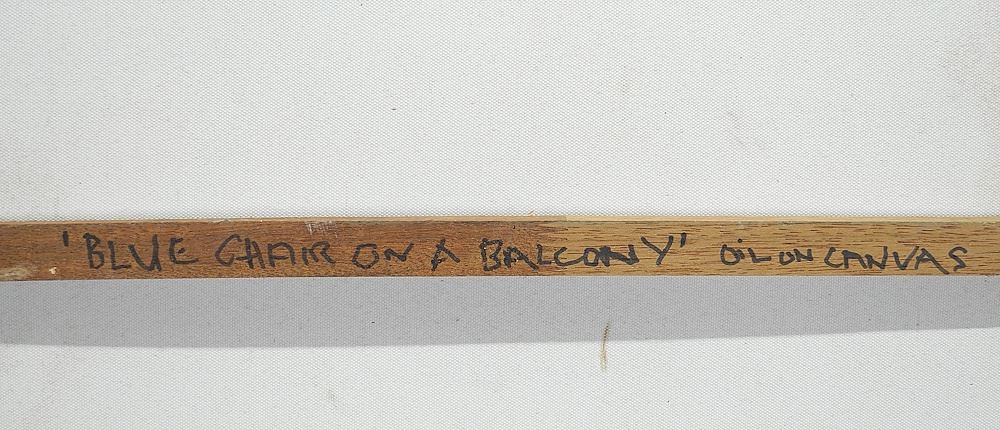 'BLUE CHAIR ON A BALCONY' OIL ON CANVAS